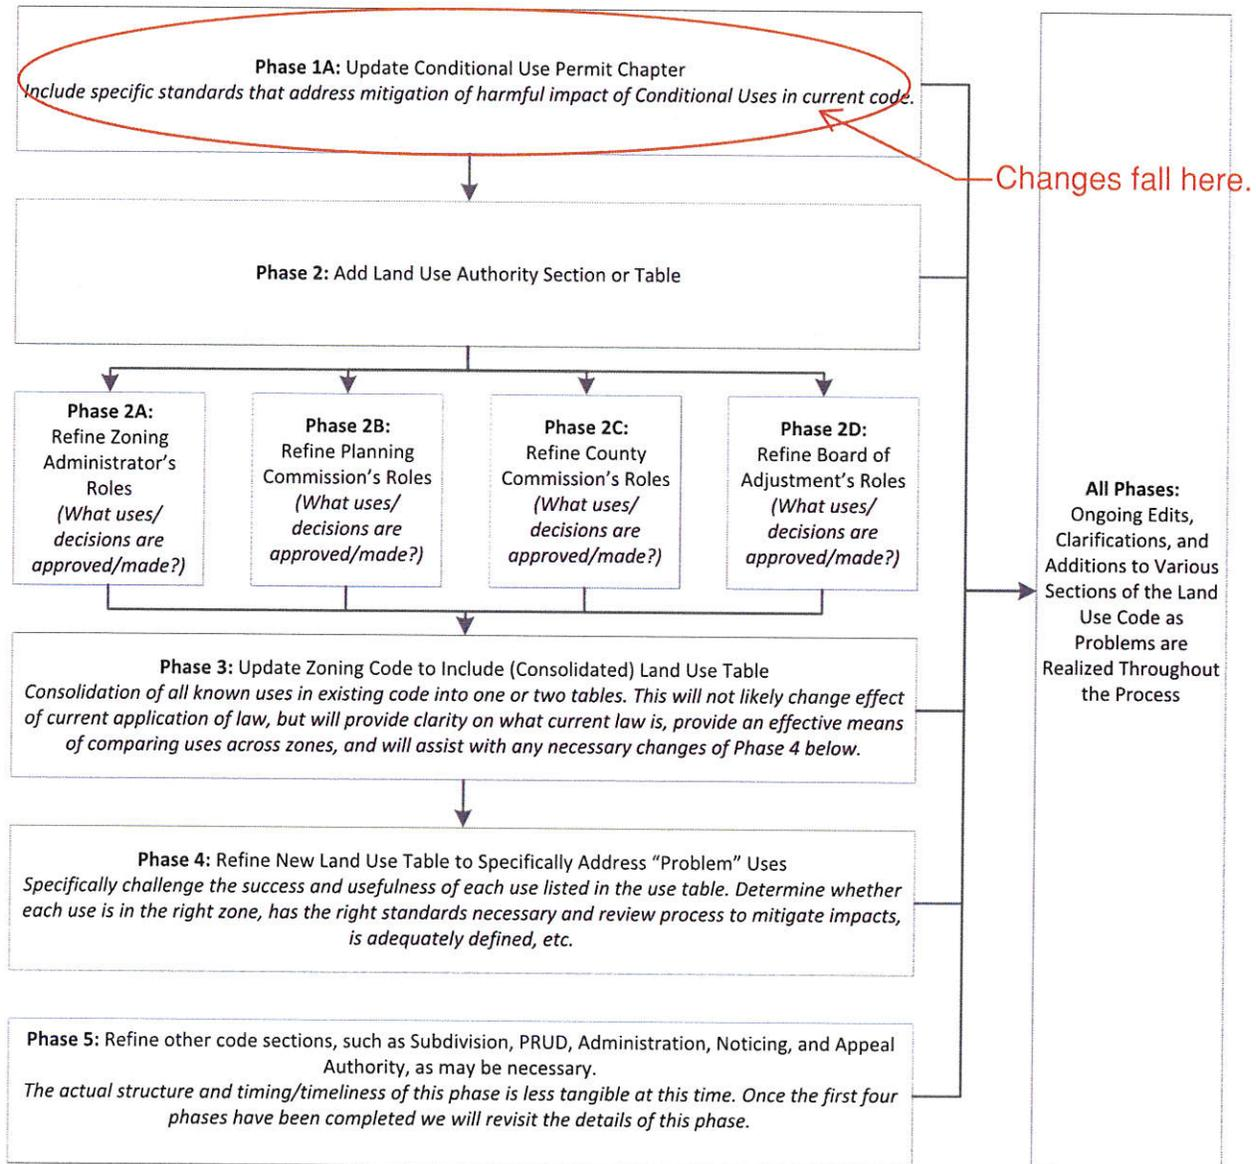 Phase 1A: Update Conditional Use Permit Chapter
Include specific standards that address mitigation of harmful impact of Conditional Uses in current code.
Changes fall here.
Phase 2: Add Land Use Authority Section or Table
Phase 2A:
Refine Zoning
Administrator's
Roles
(What uses/
decisions are
approved/made?)
Phase 2B:
Refine Planning
Commission's Roles
(What uses/
decisions are
approved/made?)
Phase 2C:
Refine County
Commission's Roles
(What uses/
decisions are
approved/made?)
Phase 2D:
Refine Board of
Adjustment's Roles
(What uses/
decisions are
approved/made?)
Phase 3: Update Zoning Code to Include (Consolidated) Land Use Table
Consolidation of all known uses in existing code into one or two tables. This will not likely change effect
of current application of law, but will provide clarity on what current law is, provide an effective means
of comparing uses across zones, and will assist with any necessary changes of Phase 4 below.
Phase 4: Refine New Land Use Table to Specifically Address "Problem" Uses
Specifically challenge the success and usefulness of each use listed in the use table. Determine whether
each use is in the right zone, has the right standards necessary and review process to mitigate impacts,
is adequately defined, etc.
Phase 5: Refine other code sections, such as Subdivision, PRUD, Administration, Noticing, and Appeal
Authority, as may be necessary.
The actual structure and timing/timeliness of this phase is less tangible at this time. Once the first four
phases have been completed we will revisit the details of this phase.
All Phases:
Ongoing Edits,
Clarifications, and
Additions to Various
Sections of the Land
Use Code as
Problems are
Realized Throughout
the Process